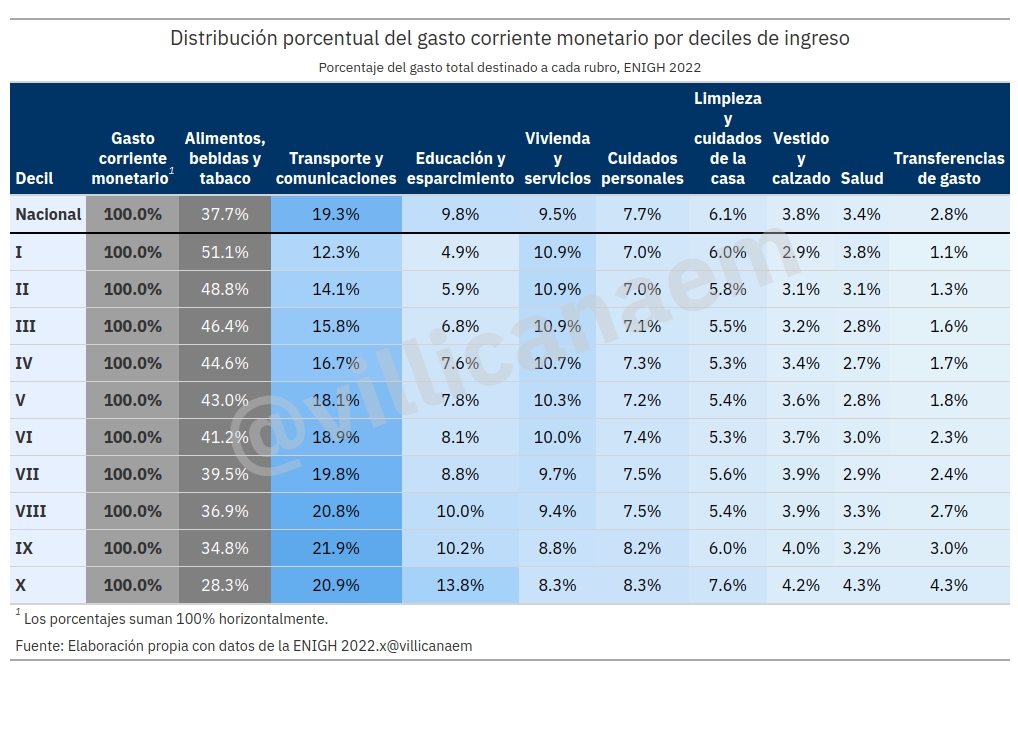 Distribución porcentual del gasto corriente monetario por deciles de ingreso
Porcentaje del gasto total destinado a cada rubro, ENIGH 2022
Decil Gasto corriente monetario1 Alimentos, bebidas y tabaco Transporte y comunicaciones Educación y esparcimiento Vivienda y servicios Cuidados personales Limpieza y cuidados de la casa Vestido y calzado Salud Transferencias de gasto
Nacional 100.0% 37.7% 19.3% 9.8% 9.5% 7.7% 6.1% 3.8% 3.4% 2.8%
I 100.0% 51.1% 12.3% 4.9% 10.9% 7.0% 6.0% 2.9% 3.8% 1.1%
II 100.0% 48.8% 14.1% 5.9% 10.9% 7.0% 5.8% 3.1% 3.1% 1.3%
III 100.0% 46.4% 15.8% 6.8% 10.9% 7.1% 5.5% 3.2% 2.8% 1.6%
IV 100.0% 44.6% 16.7% 7.6% 10.7% 7.3% 5.3% 3.4% 2.7% 1.7%
V 100.0% 43.0% 18.1% 7.8% 10.3% 7.2% 5.4% 3.6% 2.8% 1.8%
VI 100.0% 41.2% 18.9% 8.1% 10.0% 7.4% 5.3% 3.7% 3.0% 2.3%
VII 100.0% 39.5% 19.8% 8.8% 9.7% 7.5% 5.6% 3.9% 2.9% 2.4%
VIII 100.0% 36.9% 20.8% 10.0% 9.4% 7.5% 5.4% 3.9% 3.3% 2.7%
IX 100.0% 34.8% 21.9% 10.2% 8.8% 8.2% 6.0% 4.0% 3.2% 3.0%
X 100.0% 28.3% 20.9% 13.8% 8.3% 8.3% 7.6% 4.2% 4.3% 4.3%
1 Los porcentajes suman 100% horizontalmente.
Fuente: Elaboración propia con datos de la ENIGH 2022.x@villicanaem
@villicanaem